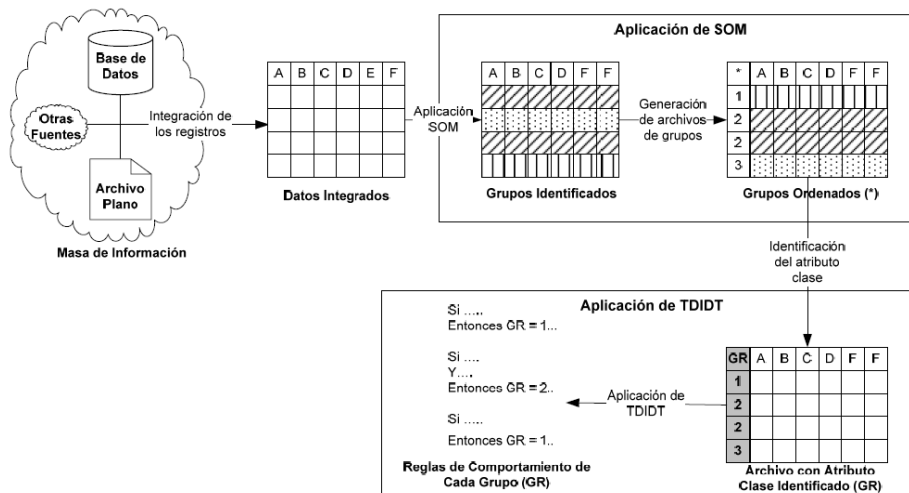 Base de
Datos
Otras
Fuentes
Archivo
Plano
Masa de Información
Integración de
los registros
A B C D E F
Datos Integrados
Aplicación
SOM
Aplicación de SOM
A B C D F F
Grupos Identificados
Generación
de archivos
de grupos
* A B C D F F
1
2
2
3
Grupos Ordenados (*)
Identificación
del atributo
clase
Aplicación de TDIDT
Si .....
Entonces GR = 1...
Si ....
Y....
Entonces GR = 2..
Si .....
Entonces GR = 1..
Reglas de Comportamiento de
Cada Grupo (GR)
Aplicación de
TDIDT
GR A B C D F F
1
2
2
3
Archivo con Atributo
Clase Identificado (GR)